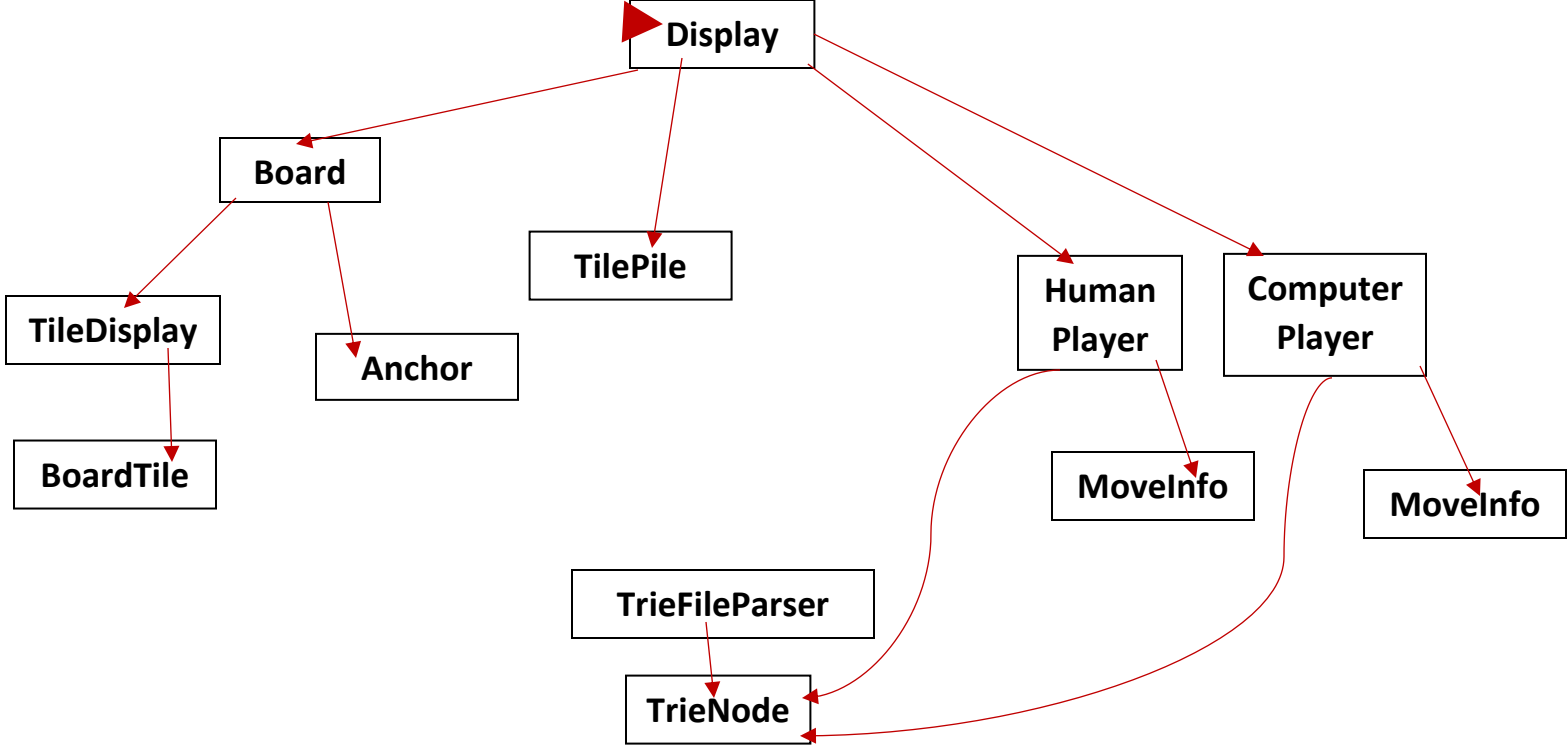 Display
Board
TilePile
Human
Player
Computer
Player
TileDisplay
Anchor
BoardTile
MoveInfo
MoveInfo
TrieFileParser
TrieNode